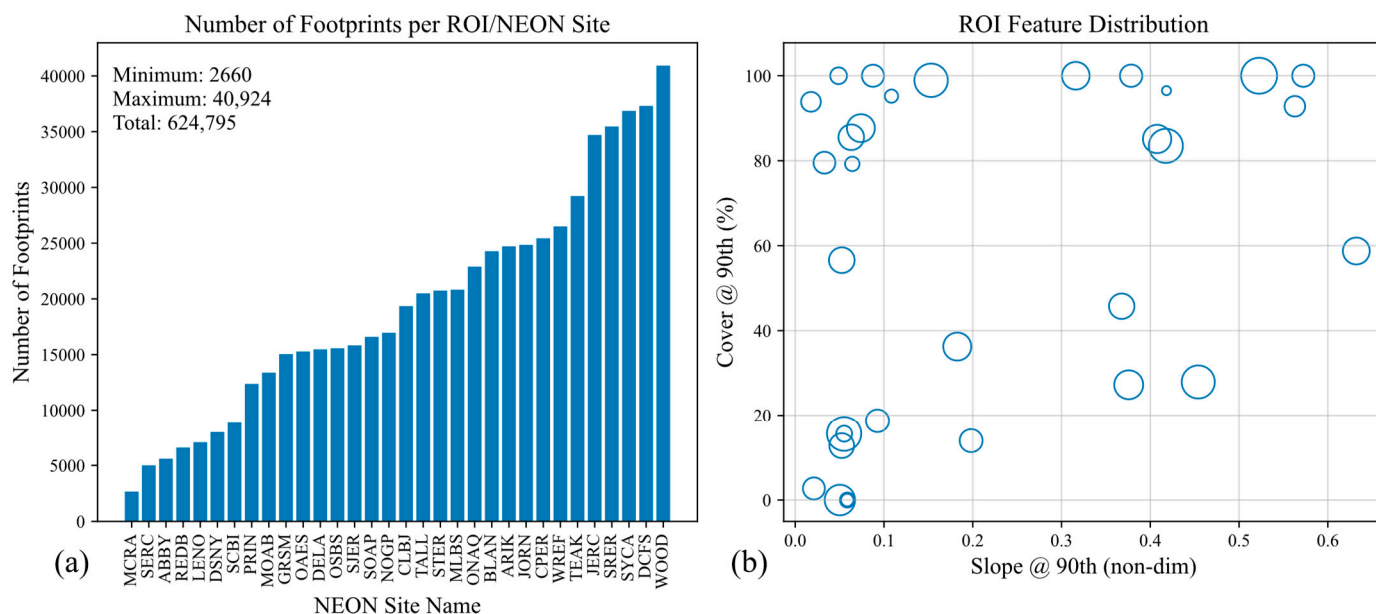 Number of Footprints per ROI/NEON Site
Minimum: 2660
Maximum: 40,924
Total: 624,795
Number of Footprints
40000
35000
30000
25000
20000
15000
10000
5000
0
MCRA
SERC
ABBY
REDB
LENO
DSNY
SCBI
PRIN
MOAB
GRSM
OAES
DELA
OSBS
SJER
SOAP
NOGP
CLBJ
TALL
STER
MLBS
ONAQ
BLAN
ARIK
JORN
CPER
WREF
TEAK
JERC
SRER
SYCA
DCFS
WOOD
NEON Site Name
(a)
ROI Feature Distribution
Cover @ 90th (%)
100
80
60
40
20
0
0.0 0.1 0.2 0.3 0.4 0.5 0.6
Slope @ 90th (non-dim)
(b)